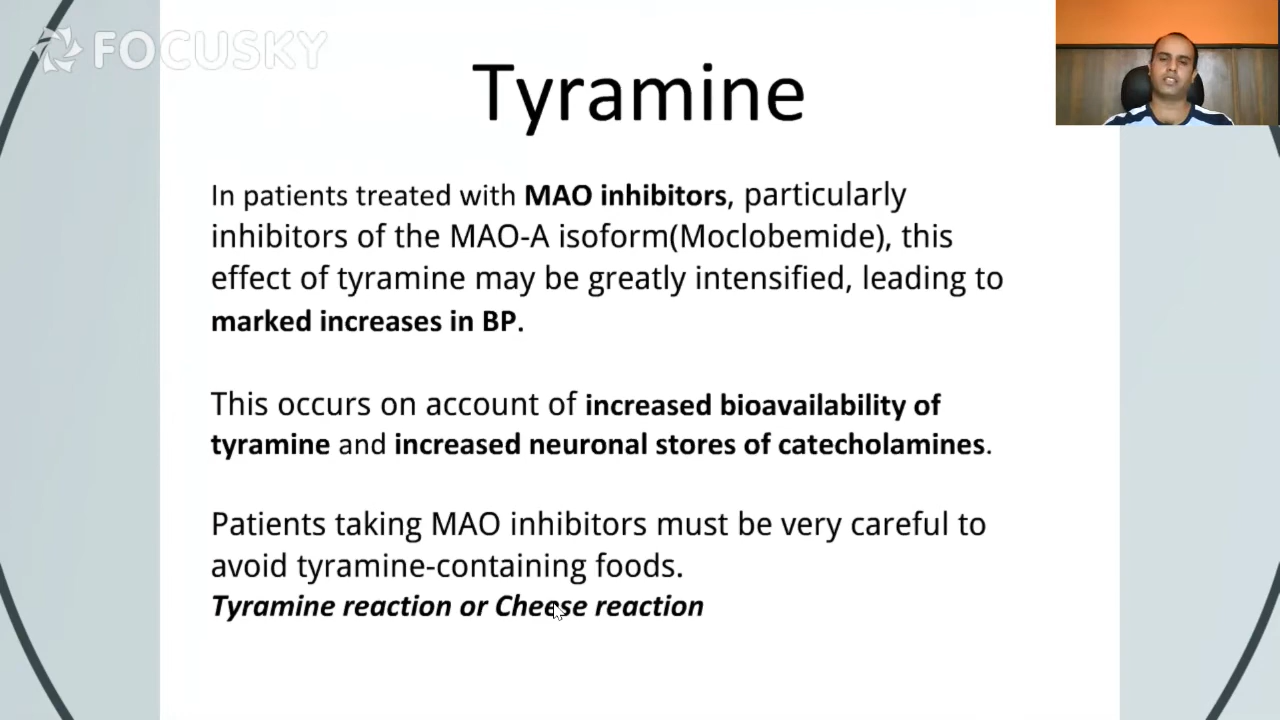 FOCUSKY
Tyramine
In patients treated with MAO inhibitors, particularly
inhibitors of the MAO-A isoform(Moclobemide), this
effect of tyramine may be greatly intensified, leading to
marked increases in BP.
This occurs on account of increased bioavailability of
tyramine and increased neuronal stores of catecholamines.
Patients taking MAO inhibitors must be very careful to
avoid tyramine-containing foods.
Tyramine reaction or Cheese reaction